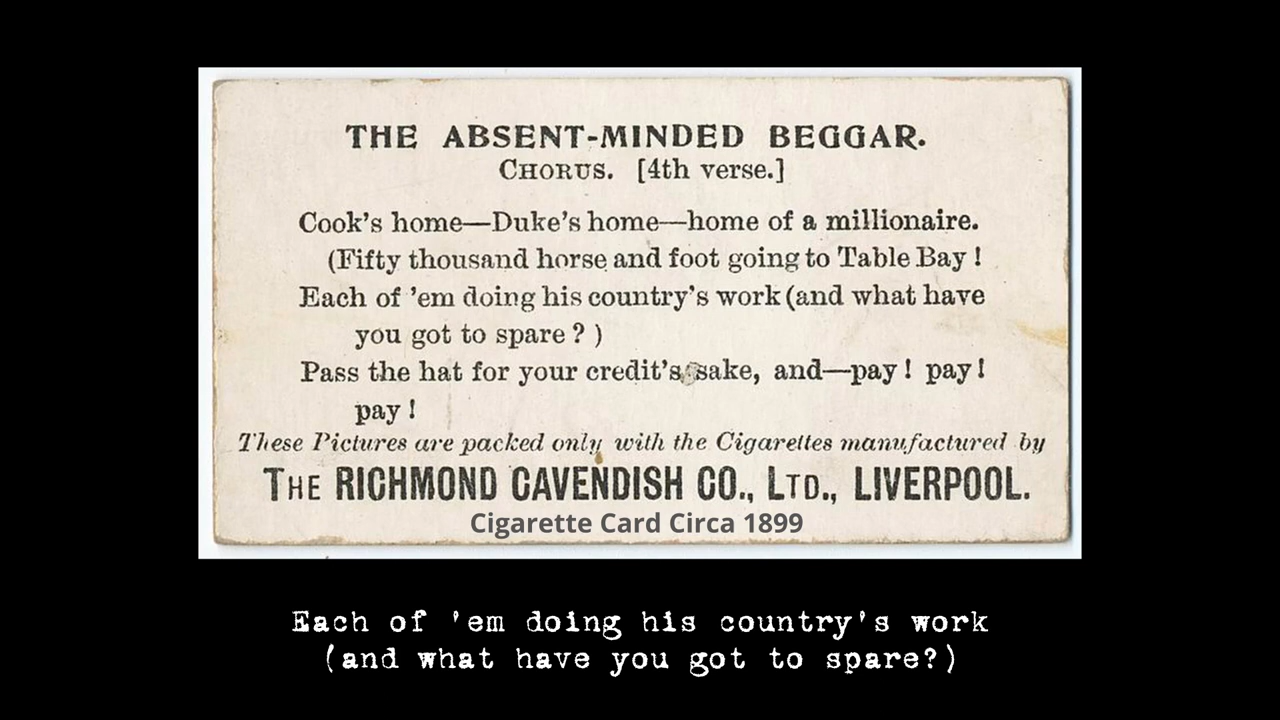 THE ABSENT-MINDED BEGGAR.
CHORUS. [4th verse.]
Cook's home—Duke's home—home of a millionaire.
(Fifty thousand horse and foot going to Table Bay!
Each of 'em doing his country's work (and what have
you got to spare?)
Pass the hat for your credit's sake, and—pay! pay!
pay!
These Pictures are packed only with the Cigarettes manufactured by
THE RICHMOND CAVENDISH CO., LTD., LIVERPOOL.
Cigarette Card Circa 1899
Each of 'em doing his country's work
(and what have you got to spare?)